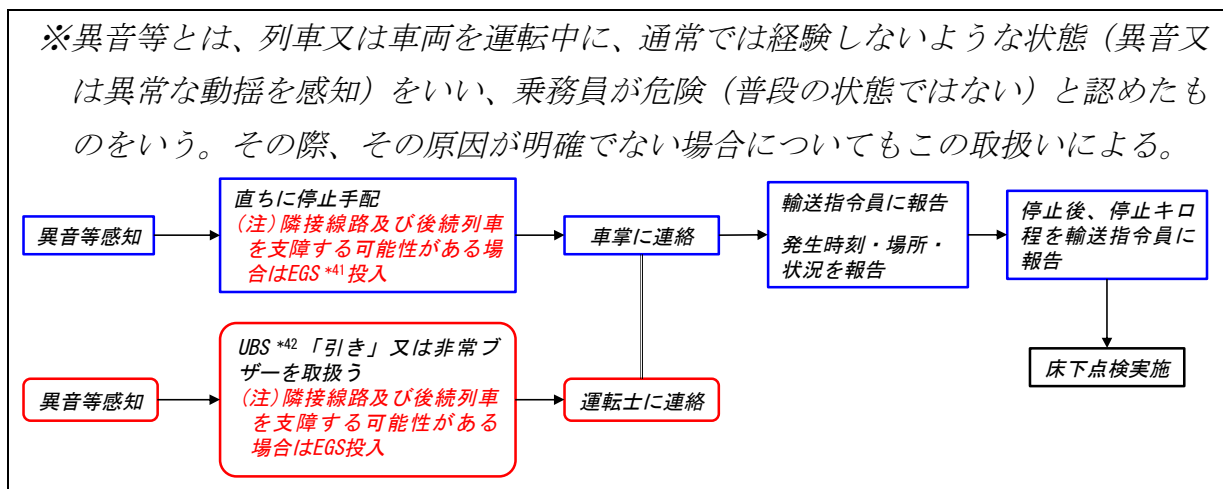 ※異音等とは、列車又は車両を運転中に、通常では経験しないような状態（異音又
は異常な動揺を感知）をいい、乗務員が危険（普段の状態ではない）と認めたも
のをいう。その際、その原因が明確でない場合についてもこの取扱いによる。
異音等感知
直ちに停止手配
(注)隣接線路及び後続列車
を支障する可能性がある場
合はEGS*41投入
車掌に連絡
輸送指令員に報告
発生時刻・場所・
状況を報告
停止後、停止キロ
程を輸送指令員に
報告
異音等感知
UBS*42「引き」又は非常ブ
ザーを取扱う
(注)隣接線路及び後続列車
を支障する可能性がある
場合はEGS投入
運転士に連絡
床下点検実施